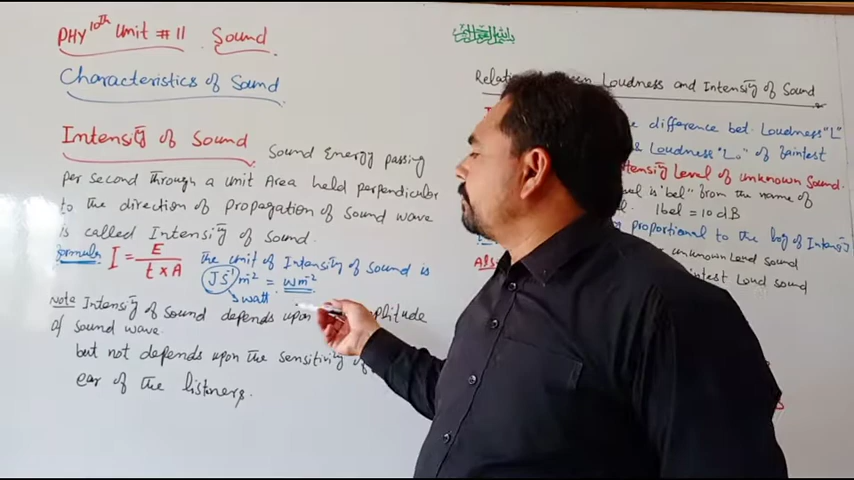 PHY 10th Unit # 11 Sound
Characteristics of Sound
Intensity of Sound Sound Energy passing
per second through a unit Area held perpendicular
to the direction of Propagation of Sound wave
is called Intensity of Sound.
Formula I = E / t × A The unit of Intensity of Sound is
Js⁻¹ m⁻² = wm⁻²
watt
Note Intensity of Sound depends upon amplitude
of sound wave.
but not depends upon the sensitivity
ear of the listeners.
Loudness and Intensity of Sound
difference bet. Loudness "L"
Loudness "L₀" of faintest
Intensity Level of unknown Sound.
is 'bel' from the name of
1bel = 10 dB
proportional to the log of Intensity
unknown Loud sound
Loud sound